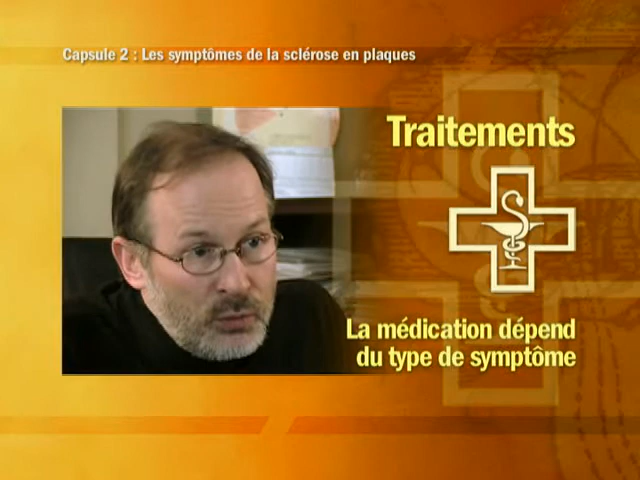 Capsule 2 : Les symptômes de la sclérose en plaques
Traitements
La médication dépend
du type de symptôme